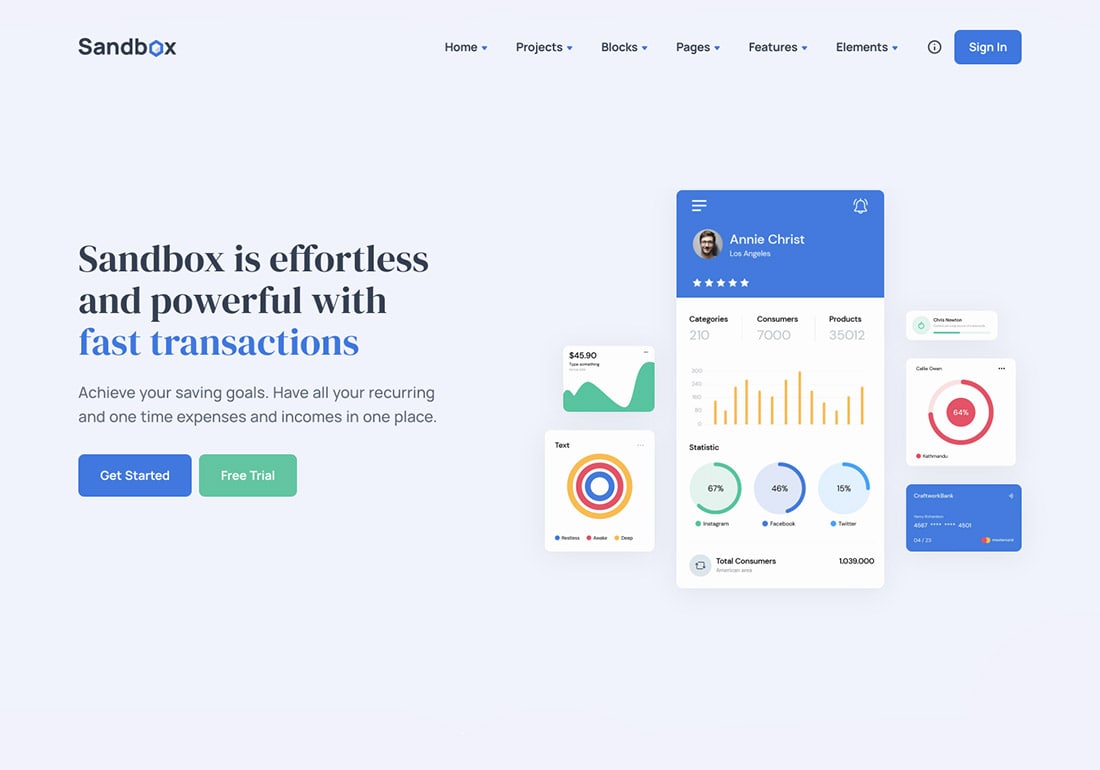 Sandbox
Home Projects Blocks Pages Features Elements Sign In
Sandbox is effortless
and powerful with
fast transactions
Achieve your saving goals. Have all your recurring
and one time expenses and incomes in one place.
Get Started Free Trial
$45.90
Type something
Text
Restless Awake Deep
Annie Christ
Los Angeles
Categories Consumers Products
210 7000 35012
300
240
80
0
Statistic
67% 46% 15%
Instagram Facebook Twitter
Total Consumers 1.039.000
American area
Chris Newton
Calle Owen
64%
Kathmandu
CraftworkBank
Harry Richardson
4567 **** **** 4501
04 / 23 mastercard